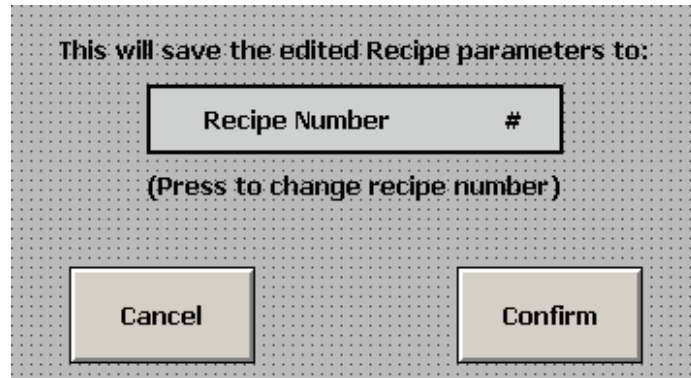 This will save the edited Recipe parameters to:
Recipe Number #
(Press to change recipe number)
Cancel Confirm